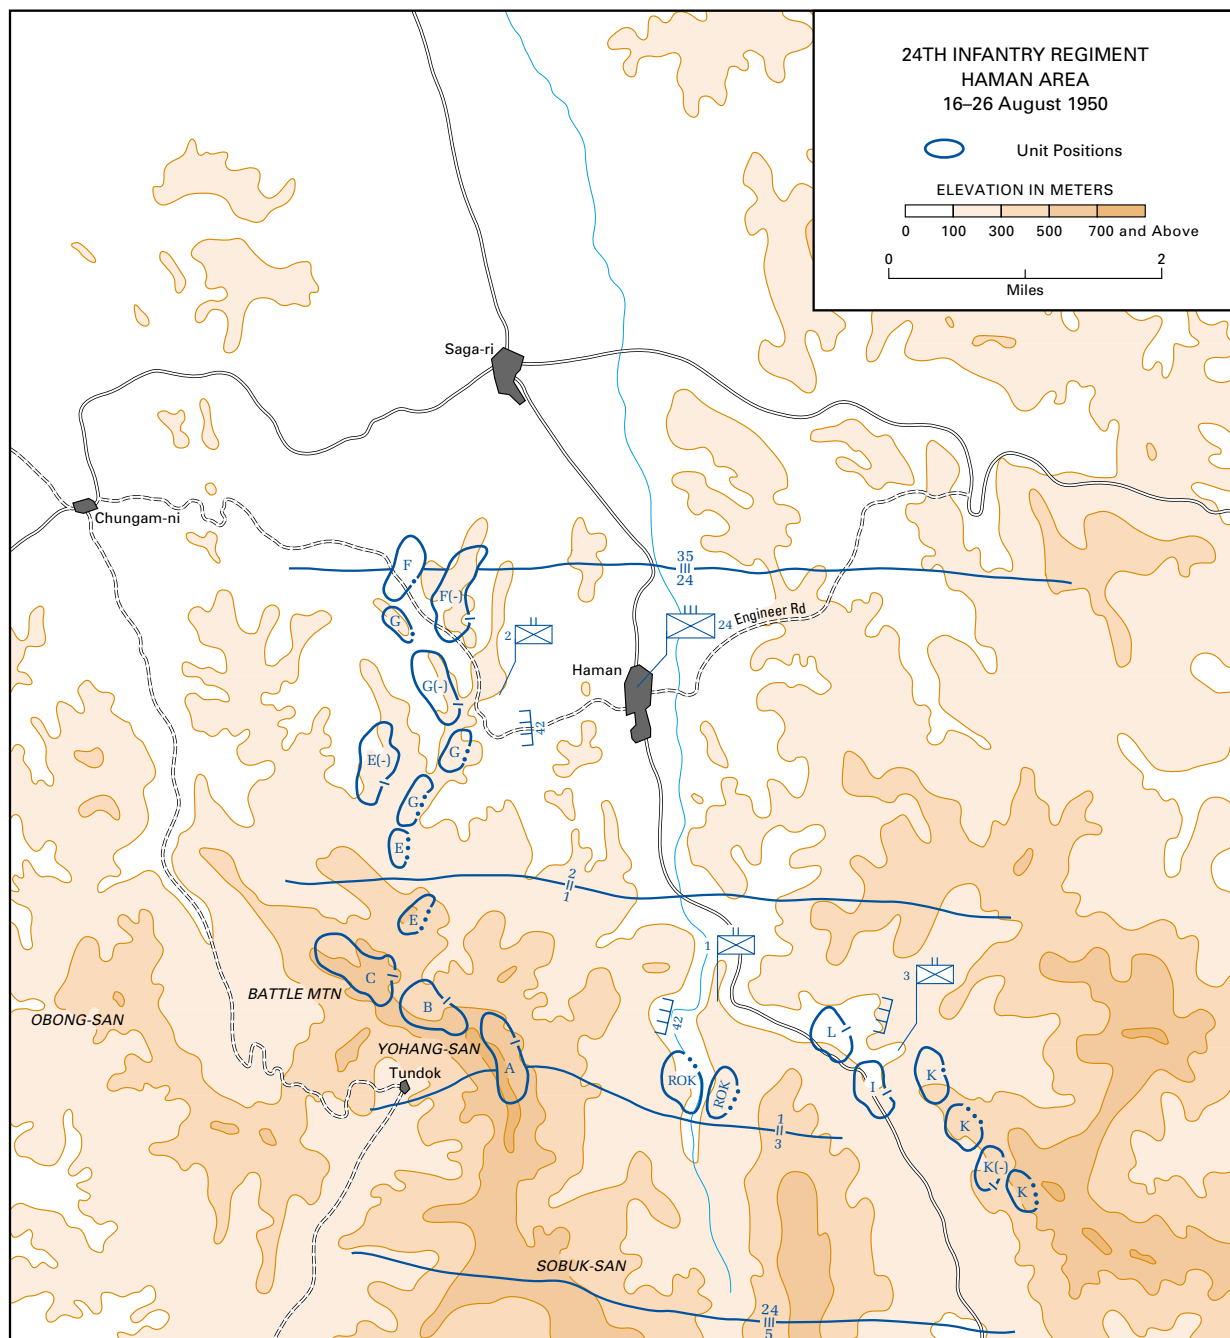 24TH INFANTRY REGIMENT
HAMAN AREA
16–26 August 1950
Unit Positions
ELEVATION IN METERS
0 100 300 500 700 and Above
0 2
Miles
Saga-ri
Chungam-ni
F
35
24
F(-)
G
2
24
Engineer Rd
Haman
G(-)
42
G
E(-)
G
E
2
1
E
1
C
3
BATTLE MTN
B
OBONG-SAN
42
L
YOHANG-SAN
Tundok
A
ROK
ROK
I
K
1
3
K
K(-)
K
SOBUK-SAN
24
5